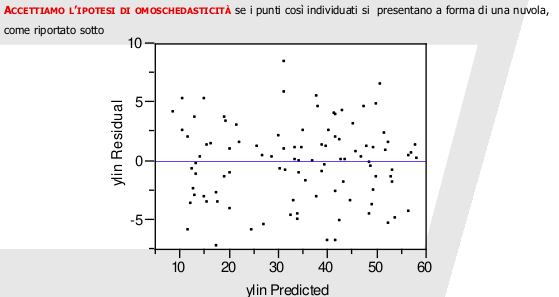 ACCETTIAMO L'IPOTESI DI OMOSCHEDASTICITÀ se i punti così individuati si presentano a forma di una nuvola,
come riportato sotto
10
5
0
-5
ylin Residual
10 20 30 40 50 60
ylin Predicted